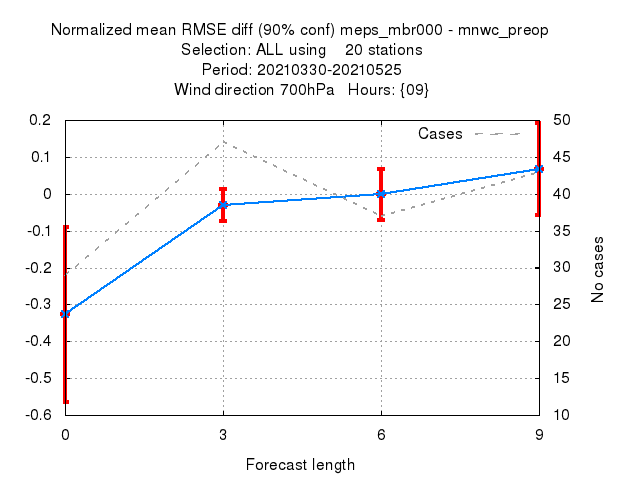 Normalized mean RMSE diff (90% conf) meps_mbr000 - mnwc_preop
Selection: ALL using    20 stations
Period: 20210330-20210525
Wind direction 700hPa   Hours: {09}
Cases
0.2
0.1
0
-0.1
-0.2
-0.3
-0.4
-0.5
-0.6
50
45
40
35
30
25
20
15
10
No cases
0 3 6 9
Forecast length